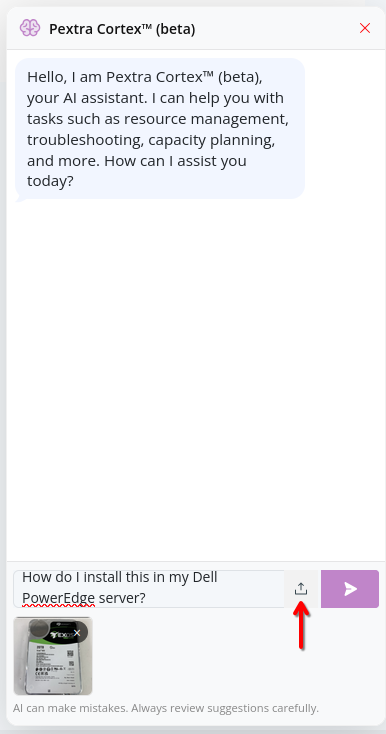 Pextra Cortex™ (beta)
Hello, I am Pextra Cortex™ (beta),
your AI assistant. I can help you with
tasks such as resource management,
troubleshooting, capacity planning,
and more. How can I assist you
today?
How do I install this in my Dell
PowerEdge server?
EXOS
AI can make mistakes. Always review suggestions carefully.